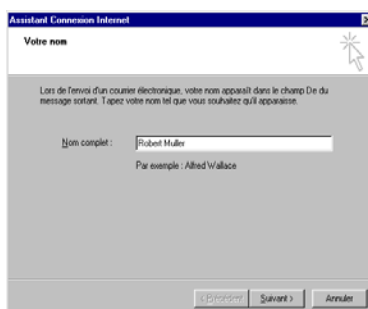 Assistant Connexion Internet
Votre nom
Lors de l'envoi d'un courrier électronique, votre nom apparaît dans le champ De du
message sortant. Tapez votre nom tel que vous souhaitez qu'il apparaisse.
Nom complet : Robert Muller
Par exemple : Alfred Wallace
< Précédent Suivant > Annuler